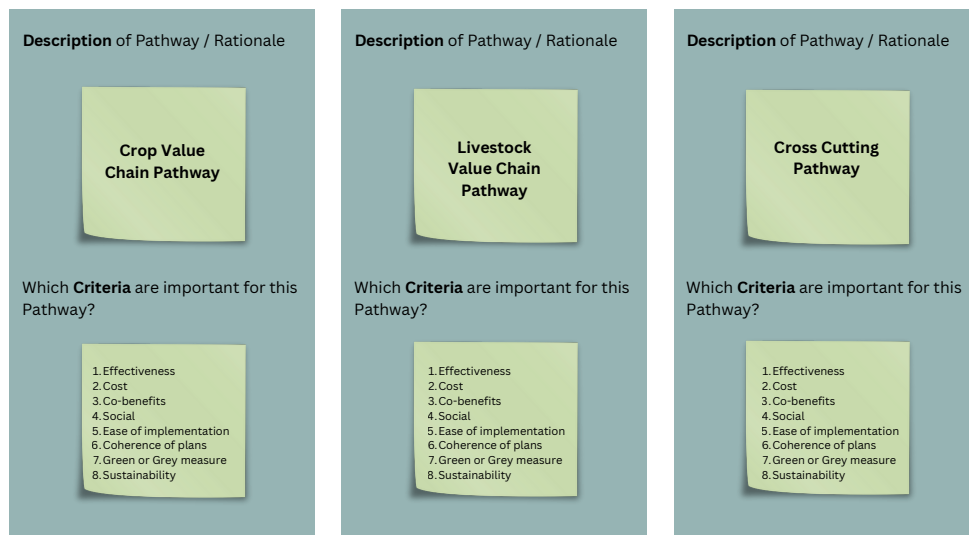 Description of Pathway / Rationale
Crop Value
Chain Pathway
Which Criteria are important for this
Pathway?
1. Effectiveness
2. Cost
3. Co-benefits
4. Social
5. Ease of implementation
6. Coherence of plans
7. Green or Grey measure
8. Sustainability
Description of Pathway / Rationale
Livestock
Value Chain
Pathway
Which Criteria are important for this
Pathway?
1. Effectiveness
2. Cost
3. Co-benefits
4. Social
5. Ease of implementation
6. Coherence of plans
7. Green or Grey measure
8. Sustainability
Description of Pathway / Rationale
Cross Cutting
Pathway
Which Criteria are important for this
Pathway?
1. Effectiveness
2. Cost
3. Co-benefits
4. Social
5. Ease of implementation
6. Coherence of plans
7. Green or Grey measure
8. Sustainability